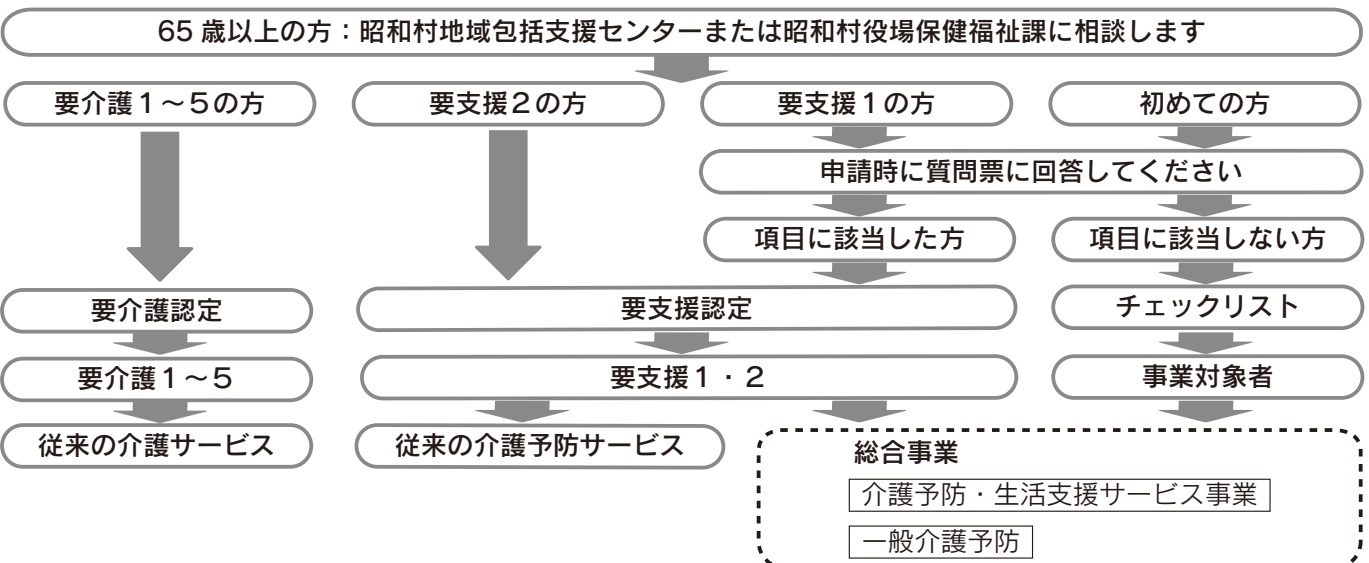 65 歳以上の方：昭和村地域包括支援センターまたは昭和村役場保健福祉課に相談します
要介護１～５の方
要支援２の方
要支援１の方
初めての方
申請時に質問票に回答してください
項目に該当した方
項目に該当しない方
要介護認定
要支援認定
チェックリスト
要介護１～５
要支援１・２
事業対象者
従来の介護サービス
従来の介護予防サービス
総合事業
介護予防・生活支援サービス事業
一般介護予防